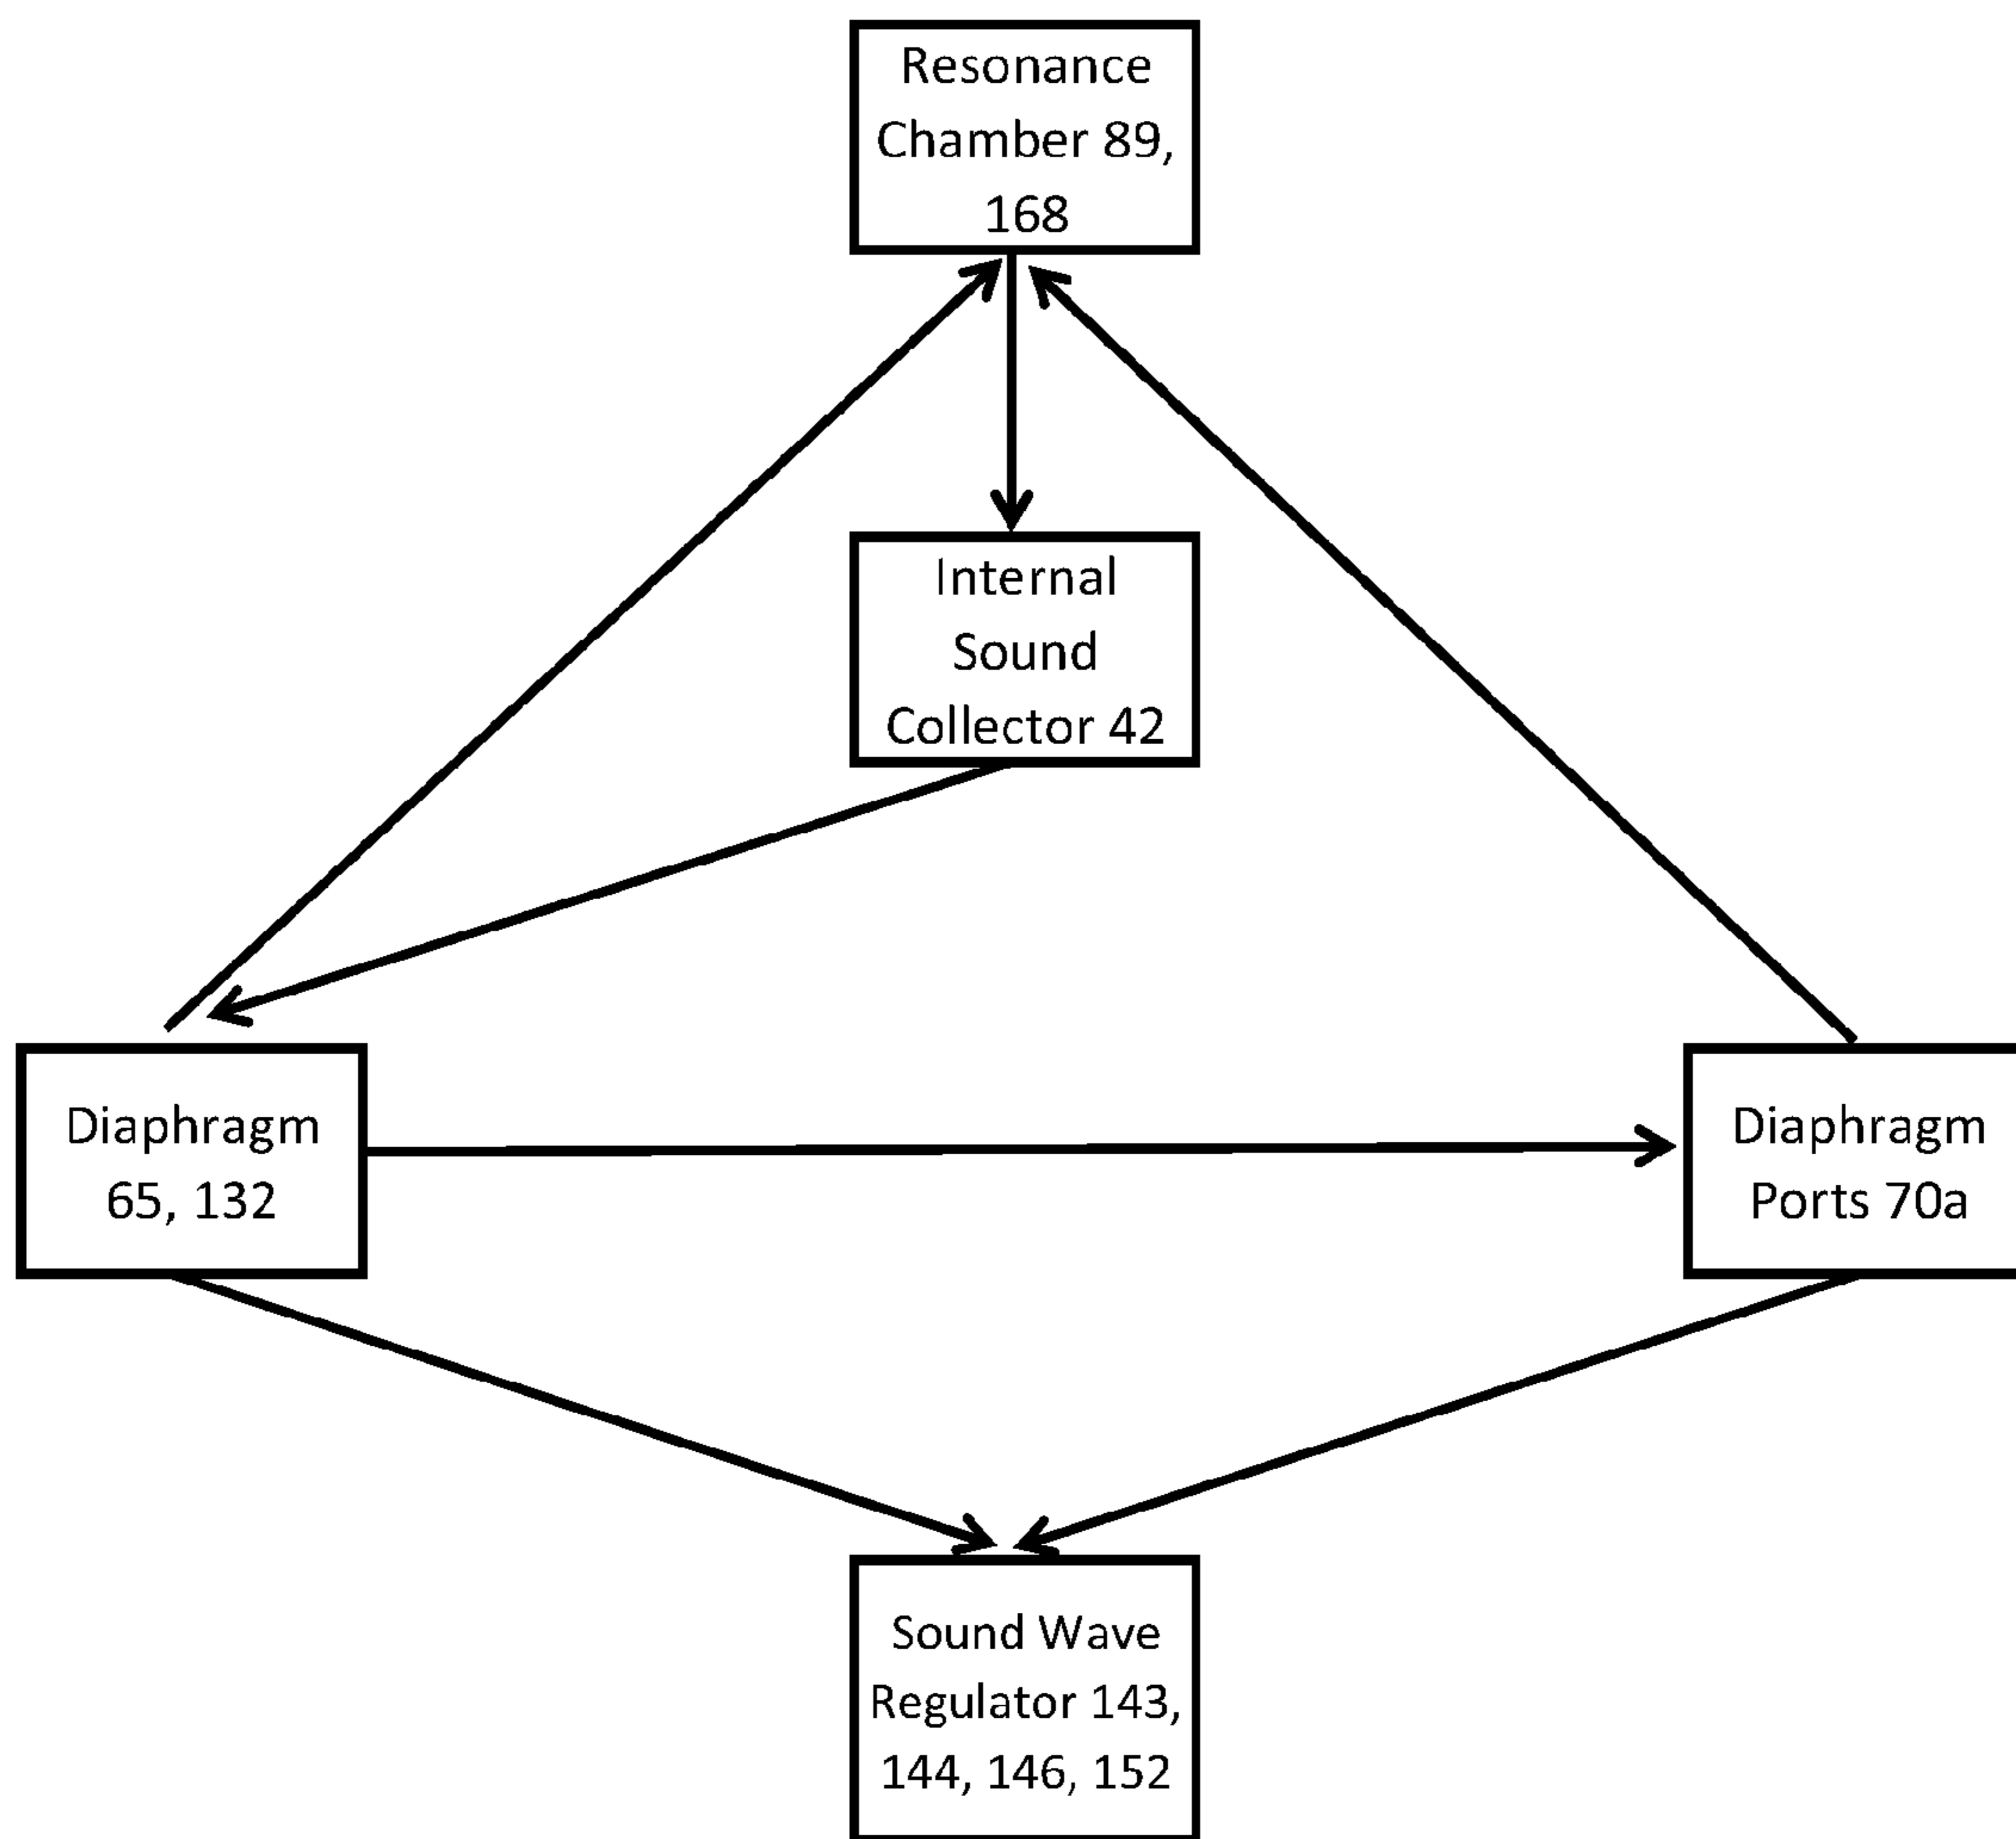 Resonance
Chamber 89,
168
Internal
Sound
Collector 42
Diaphragm
65, 132
Diaphragm
Ports 70a
Sound Wave
Regulator 143,
144, 146, 152